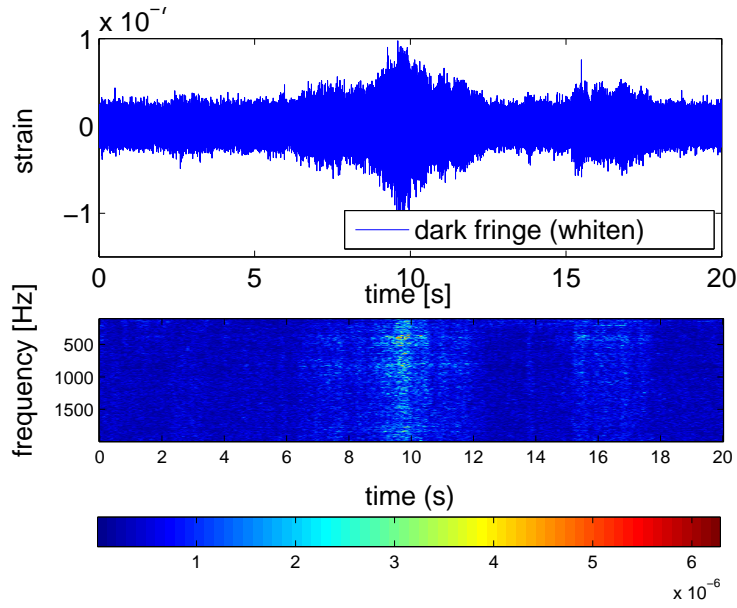 x 10^-7
1
0
−1
strain
dark fringe (whiten)
0 5 10 15 20
time [s]
frequency [Hz]
500
1000
1500
0 2 4 6 8 10 12 14 16 18 20
time (s)
1 2 3 4 5 6
x 10^-6